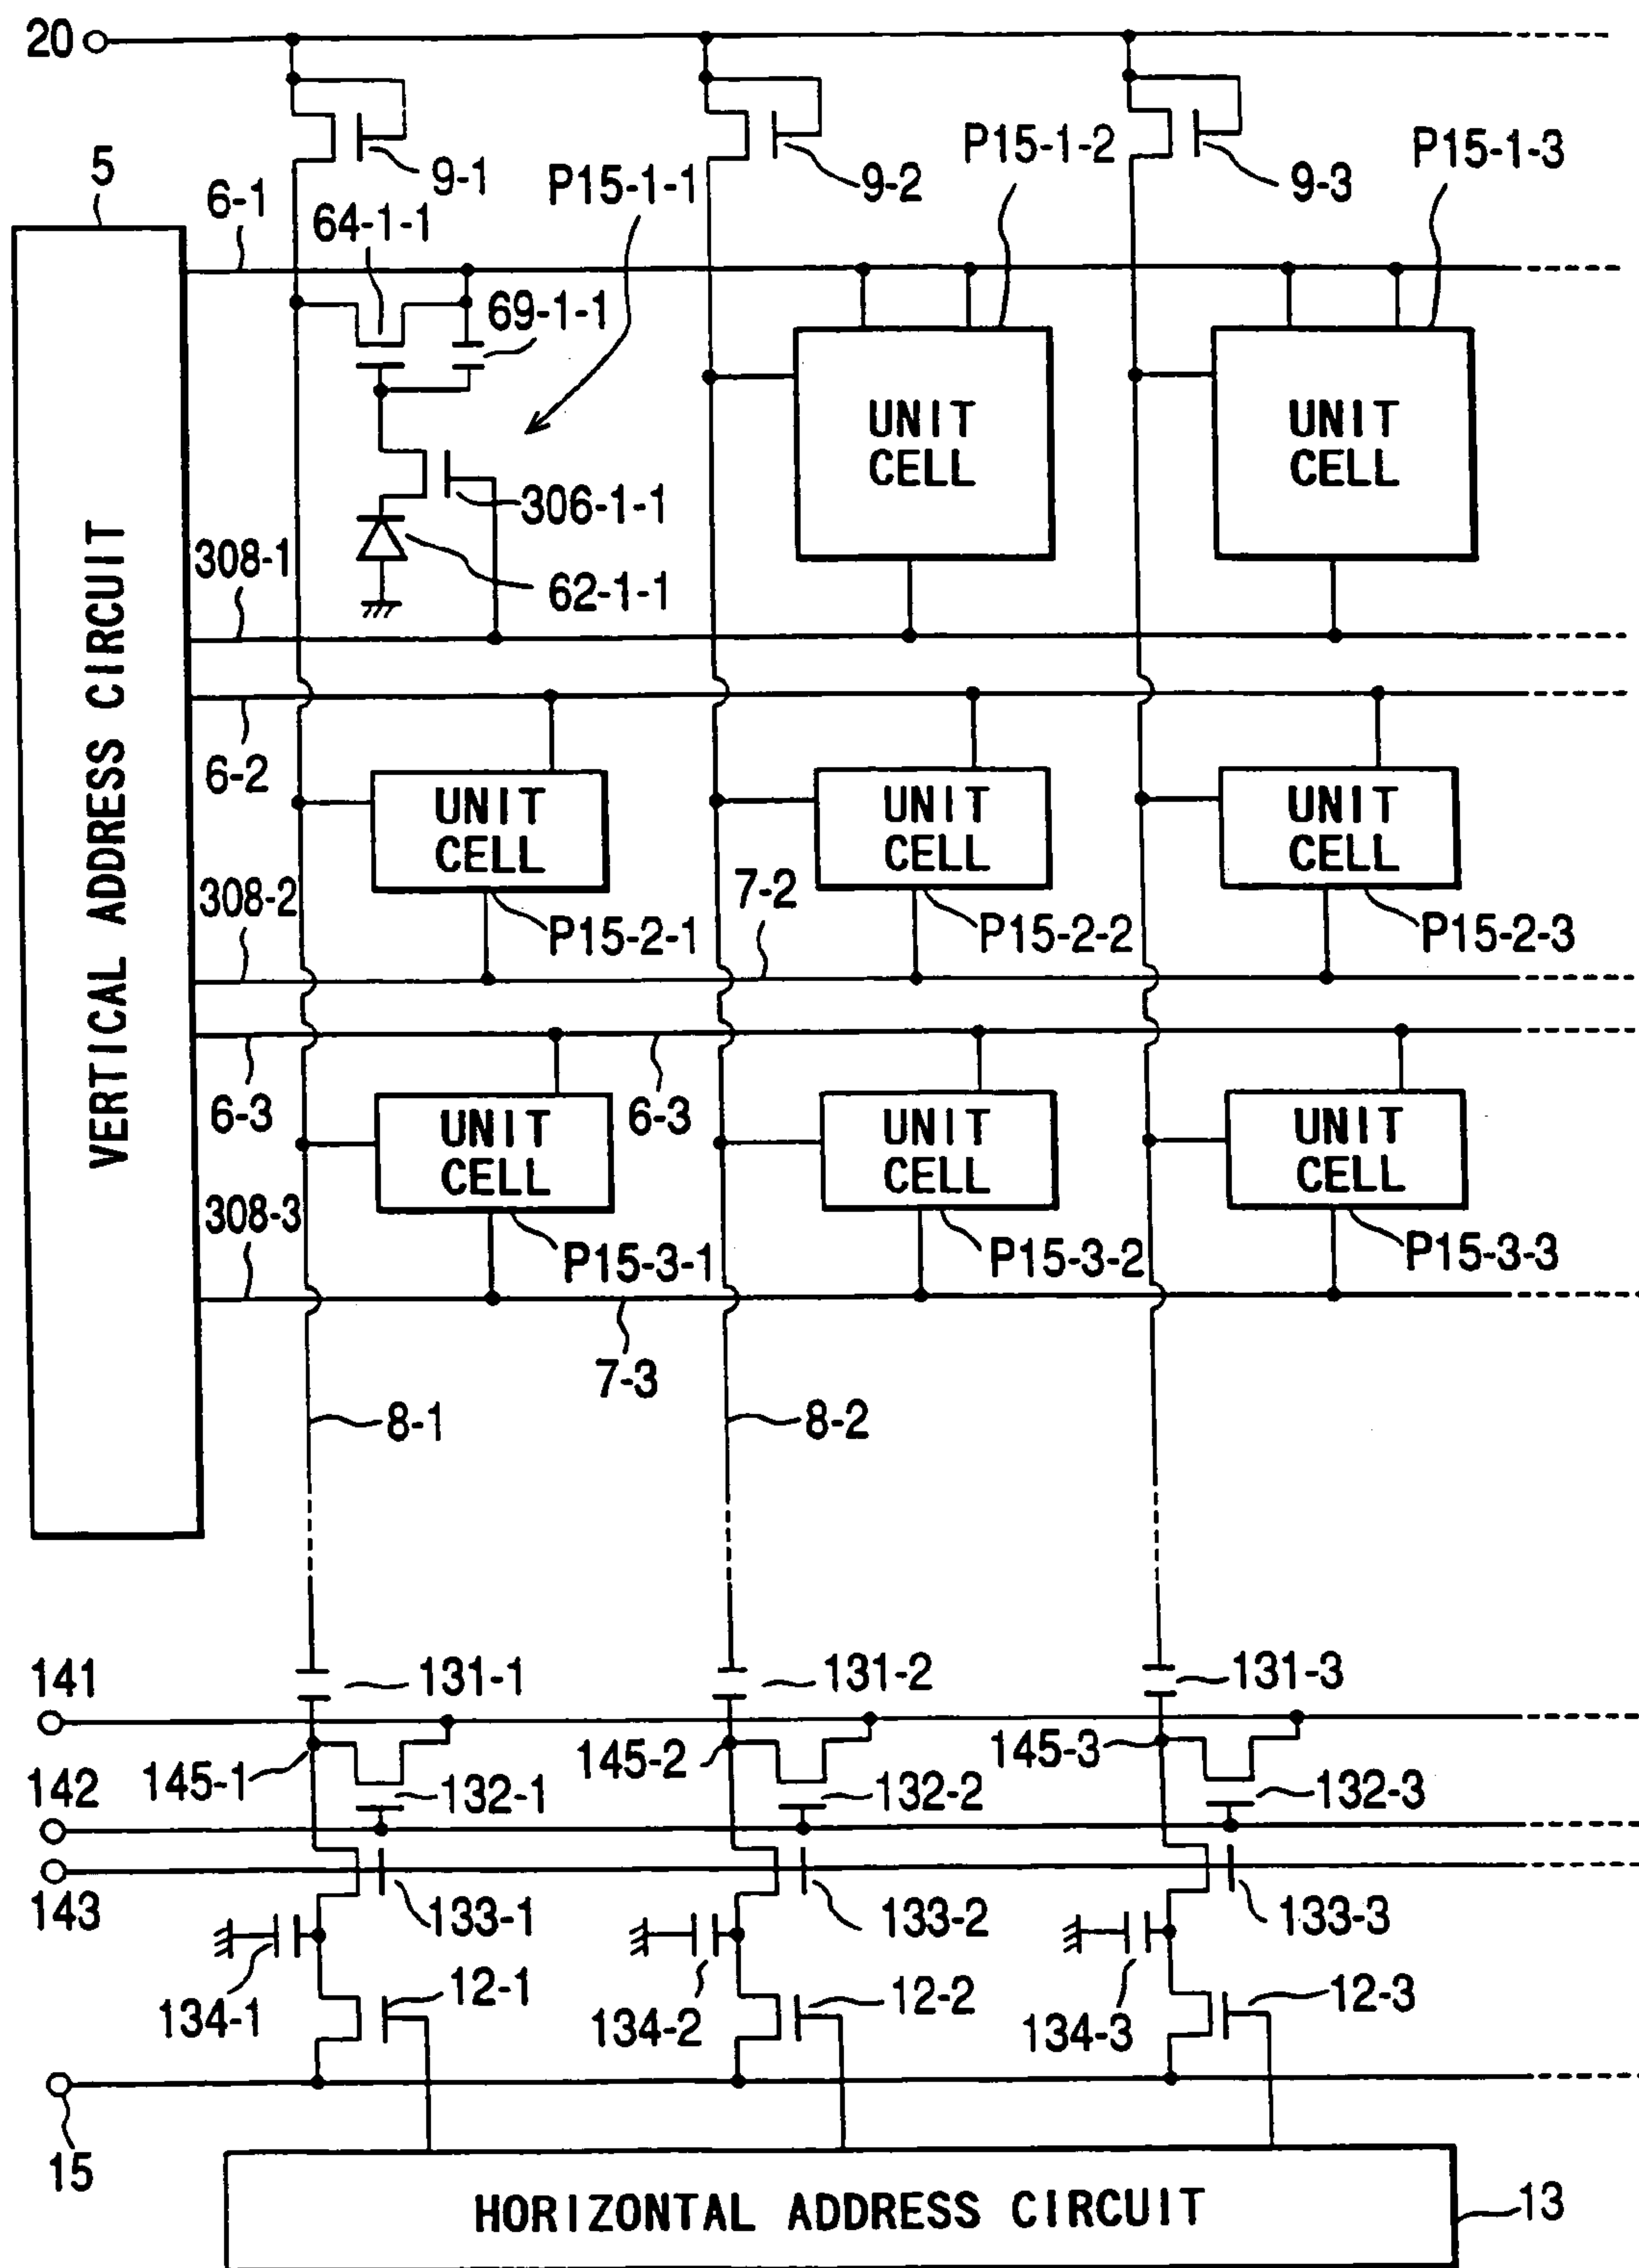 20
9-1
9-2
9-3
P15-1-1
P15-1-2
P15-1-3
5
6-1
64-1-1
69-1-1
UNIT
CELL
UNIT
CELL
306-1-1
308-1
62-1-1
VERTICAL ADDRESS CIRCUIT
6-2
UNIT
CELL
UNIT
CELL
UNIT
CELL
308-2
7-2
P15-2-1
P15-2-2
P15-2-3
6-3
6-3
UNIT
CELL
UNIT
CELL
UNIT
CELL
308-3
P15-3-1
P15-3-2
P15-3-3
7-3
8-1
8-2
141
131-1
131-2
131-3
145-1
145-2
145-3
142
132-1
132-2
132-3
143
133-1
133-2
133-3
134-1
12-1
134-2
12-2
134-3
12-3
15
HORIZONTAL ADDRESS CIRCUIT
13